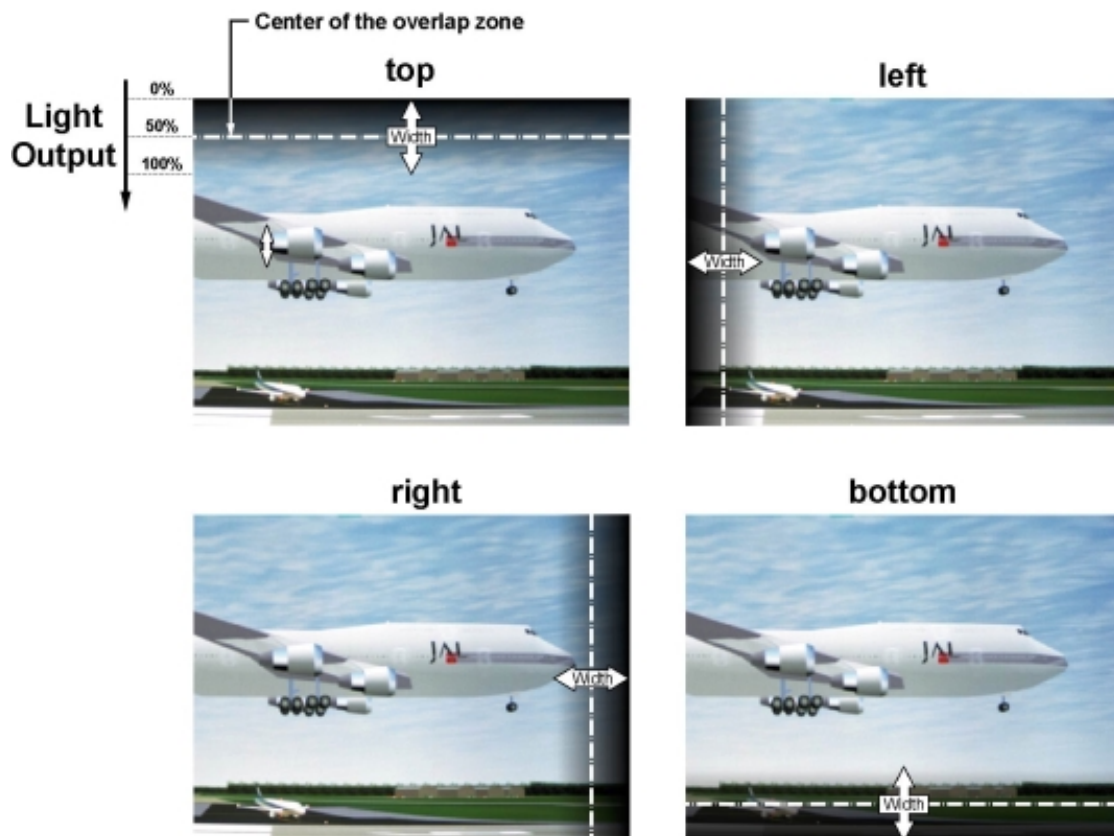 Center of the overlap zone
top
left
0%
Light
Output
50%
100%
Width
JAL
Width
JAL
right
bottom
JAL
Width
JAL
Width